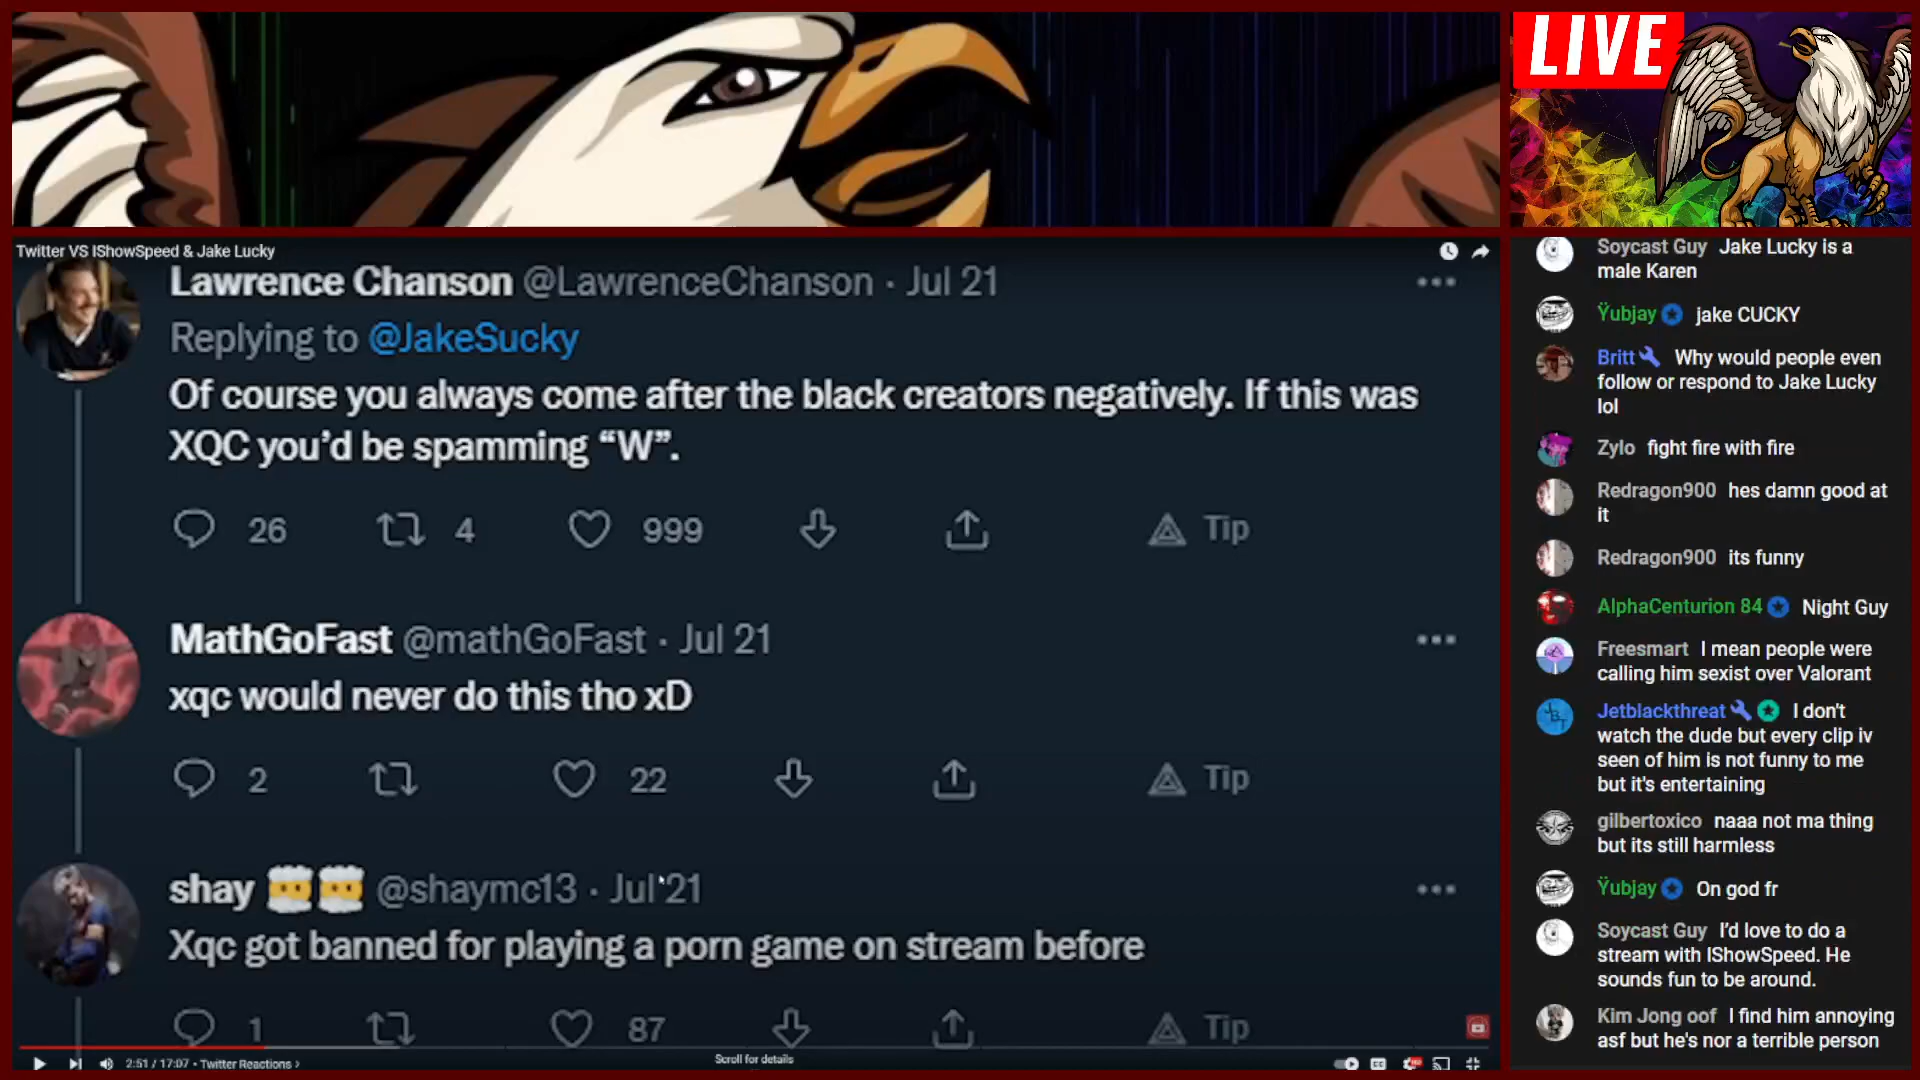 LIVE
Twitter VS IShowSpeed & Jake Lucky
Lawrence Chanson @LawrenceChanson · Jul 21
Replying to @JakeSucky
Of course you always come after the black creators negatively. If this was
XQC you'd be spamming “W”.
26 4 999 Tip
MathGoFast @mathGoFast · Jul 21
xqc would never do this tho xD
2 22 Tip
shay @shaymc13 · Jul 21
Xqc got banned for playing a porn game on stream before
1 87 Tip
2:51 / 17:07 • Twitter Reactions ›
Scroll for details
Soycast Guy Jake Lucky is a
male Karen
Ÿubjay jake CUCKY
Britt Why would people even
follow or respond to Jake Lucky
lol
Zylo fight fire with fire
Redragon900 hes damn good at
it
Redragon900 its funny
AlphaCenturion 84 Night Guy
Freesmart I mean people were
calling him sexist over Valorant
Jetblackthreat I don't
watch the dude but every clip iv
seen of him is not funny to me
but it's entertaining
gilbertoxico naaa not ma thing
but its still harmless
Ÿubjay On god fr
Soycast Guy I'd love to do a
stream with IShowSpeed. He
sounds fun to be around.
Kim Jong oof I find him annoying
asf but he's nor a terrible person